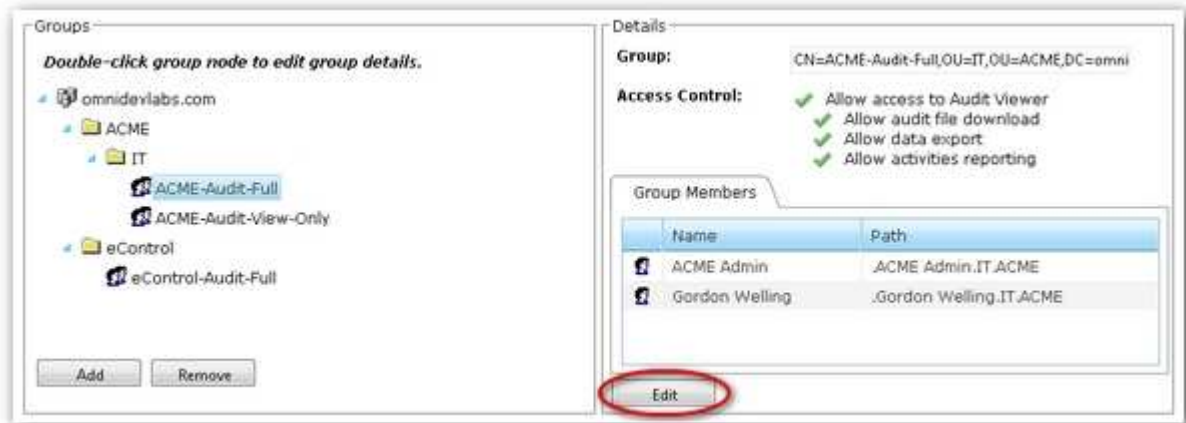 Groups
Double-click group node to edit group details.
omnidevlabs.com
ACME
IT
ACME-Audit-Full
ACME-Audit-View-Only
eControl
eControl-Audit-Full
Add
Remove
Details
Group:
CN=ACME-Audit-Full,OU=IT,OU=ACME,DC=omni
Access Control:
Allow access to Audit Viewer
Allow audit file download
Allow data export
Allow activities reporting
Group Members
Name
Path
ACME Admin
.ACME Admin.IT.ACME
Gordon Welling
.Gordon Welling.IT.ACME
Edit